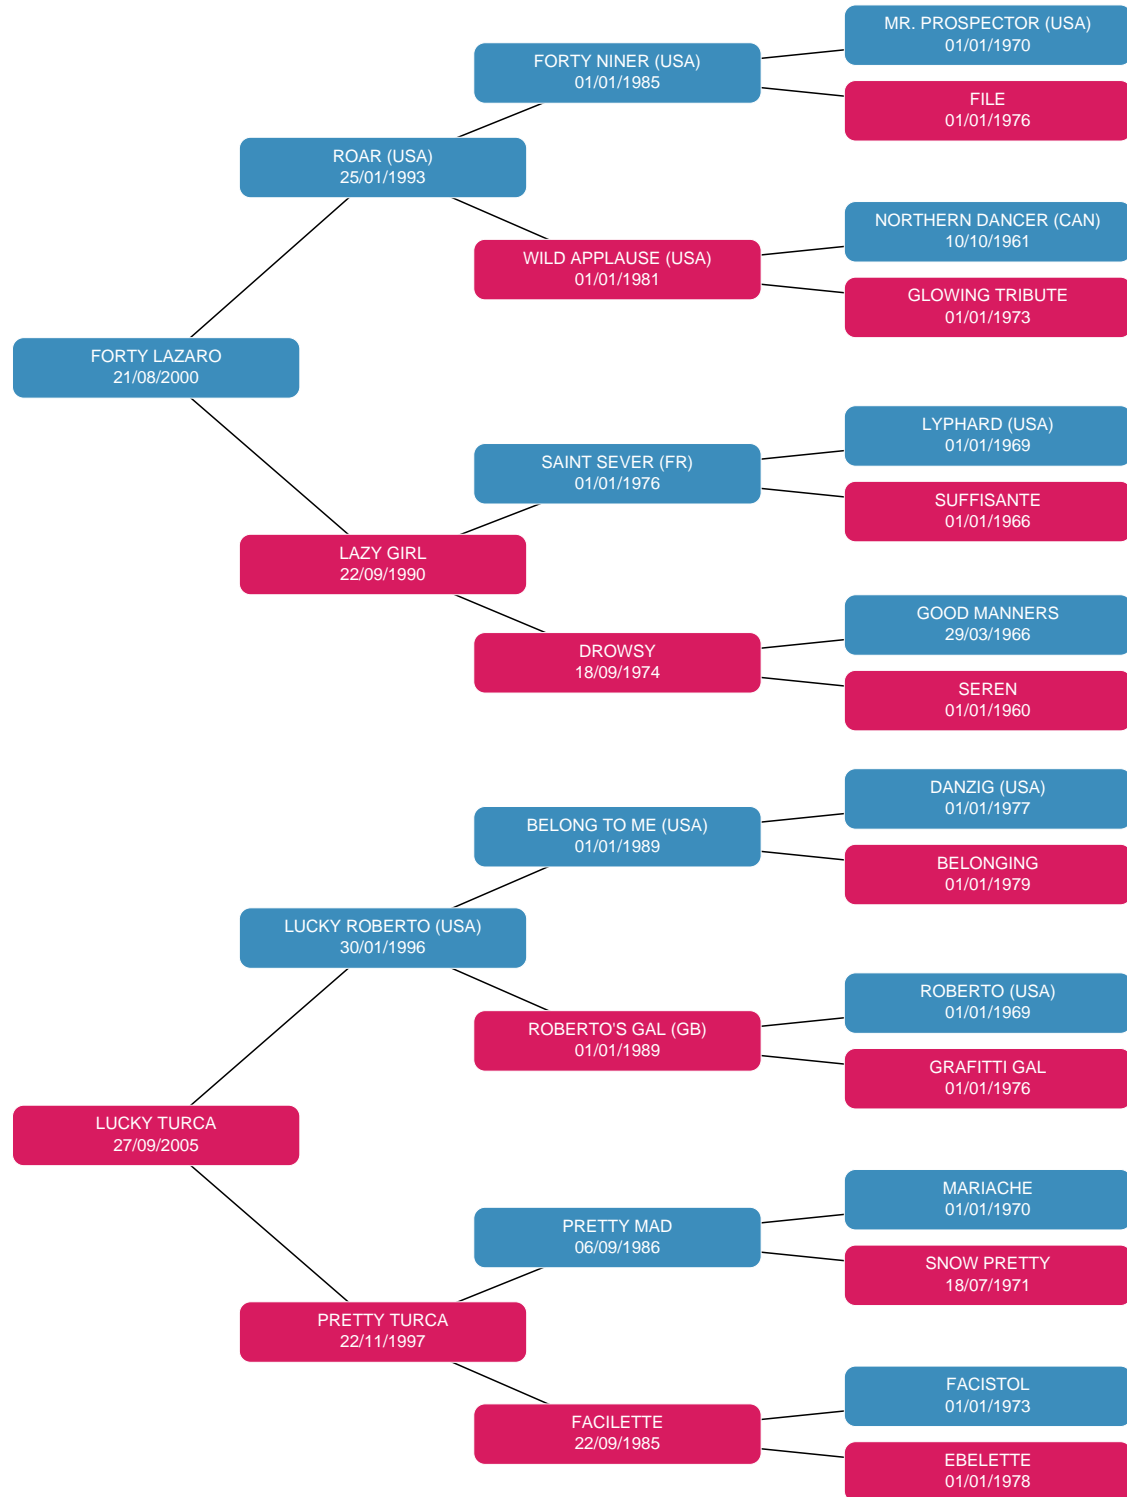 MR. PROSPECTOR (USA)
01/01/1970
FORTY NINER (USA)
01/01/1985
FILE
01/01/1976
ROAR (USA)
25/01/1993
NORTHERN DANCER (CAN)
10/10/1961
WILD APPLAUSE (USA)
01/01/1981
GLOWING TRIBUTE
01/01/1973
FORTY LAZARO
21/08/2000
LYPHARD (USA)
01/01/1969
SAINT SEVER (FR)
01/01/1976
SUFFISANTE
01/01/1966
LAZY GIRL
22/09/1990
GOOD MANNERS
29/03/1966
DROWSY
18/09/1974
SEREN
01/01/1960
DANZIG (USA)
01/01/1977
BELONG TO ME (USA)
01/01/1989
BELONGING
01/01/1979
LUCKY ROBERTO (USA)
30/01/1996
ROBERTO (USA)
01/01/1969
ROBERTO'S GAL (GB)
01/01/1989
GRAFITTI GAL
01/01/1976
LUCKY TURCA
27/09/2005
MARIACHE
01/01/1970
PRETTY MAD
06/09/1986
SNOW PRETTY
18/07/1971
PRETTY TURCA
22/11/1997
FACISTOL
01/01/1973
FACILETTE
22/09/1985
EBELETTE
01/01/1978